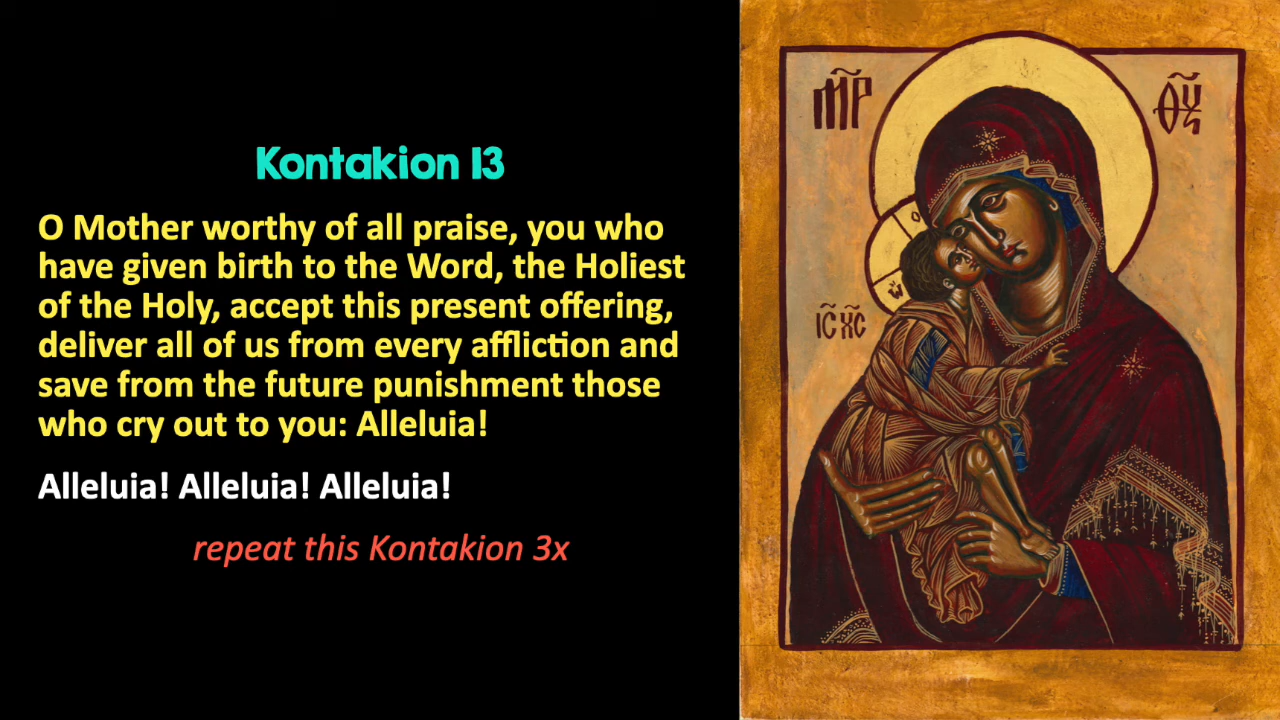 Kontakion 13
O Mother worthy of all praise, you who
have given birth to the Word, the Holiest
of the Holy, accept this present offering,
deliver all of us from every affliction and
save from the future punishment those
who cry out to you: Alleluia!
Alleluia! Alleluia! Alleluia!
repeat this Kontakion 3x
М҃Р Ѳ҃Ѵ
О
Ѡ
І҃С Х҃С